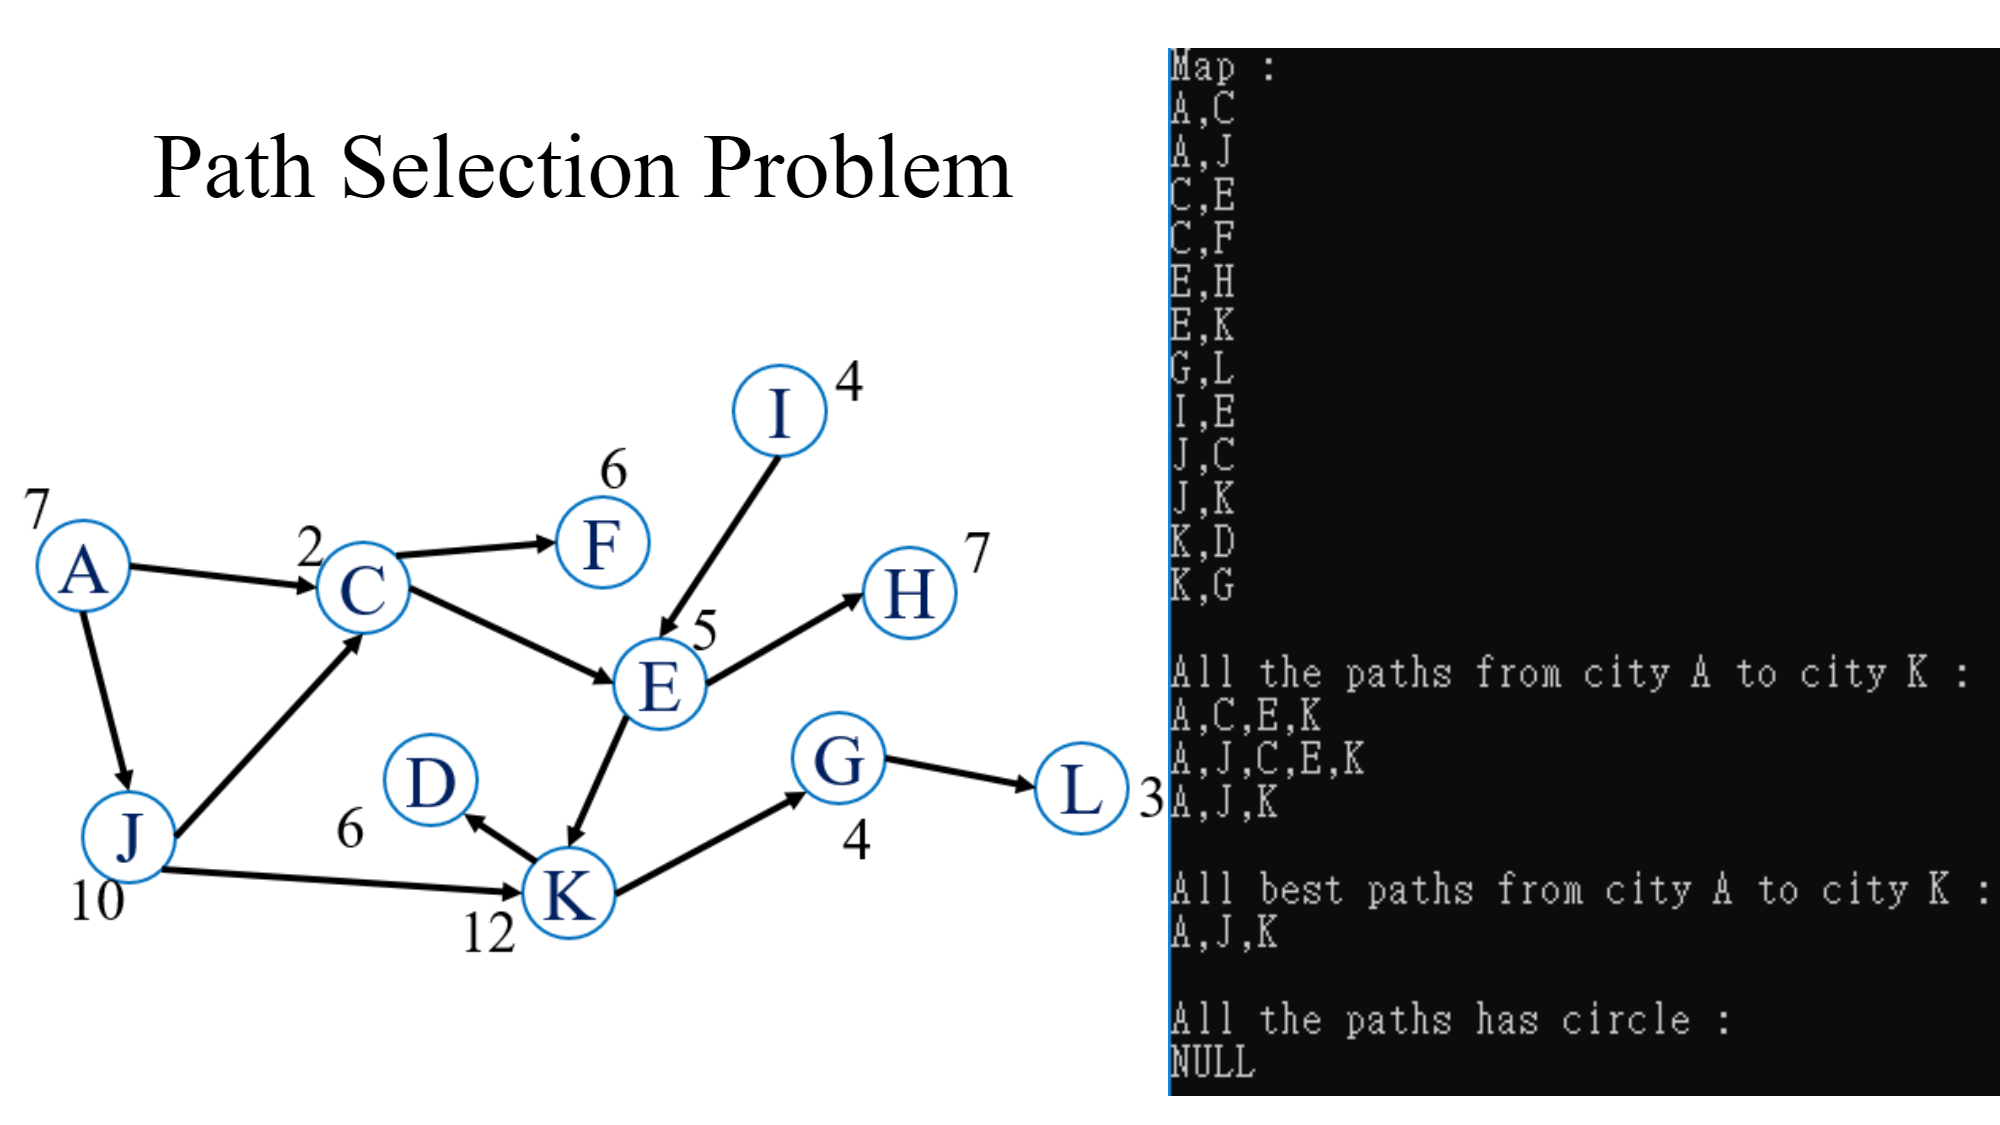 Path Selection Problem
I 4
6
F
7
A
2
C
H 7
5
E
D
6
G
4
L 3
J
10
K
12
Map :
A,C
A,J
C,E
C,F
E,H
E,K
G,L
I,E
J,C
J,K
K,D
K,G
All the paths from city A to city K :
A,C,E,K
A,J,C,E,K
A,J,K
All best paths from city A to city K :
A,J,K
All the paths has circle :
NULL